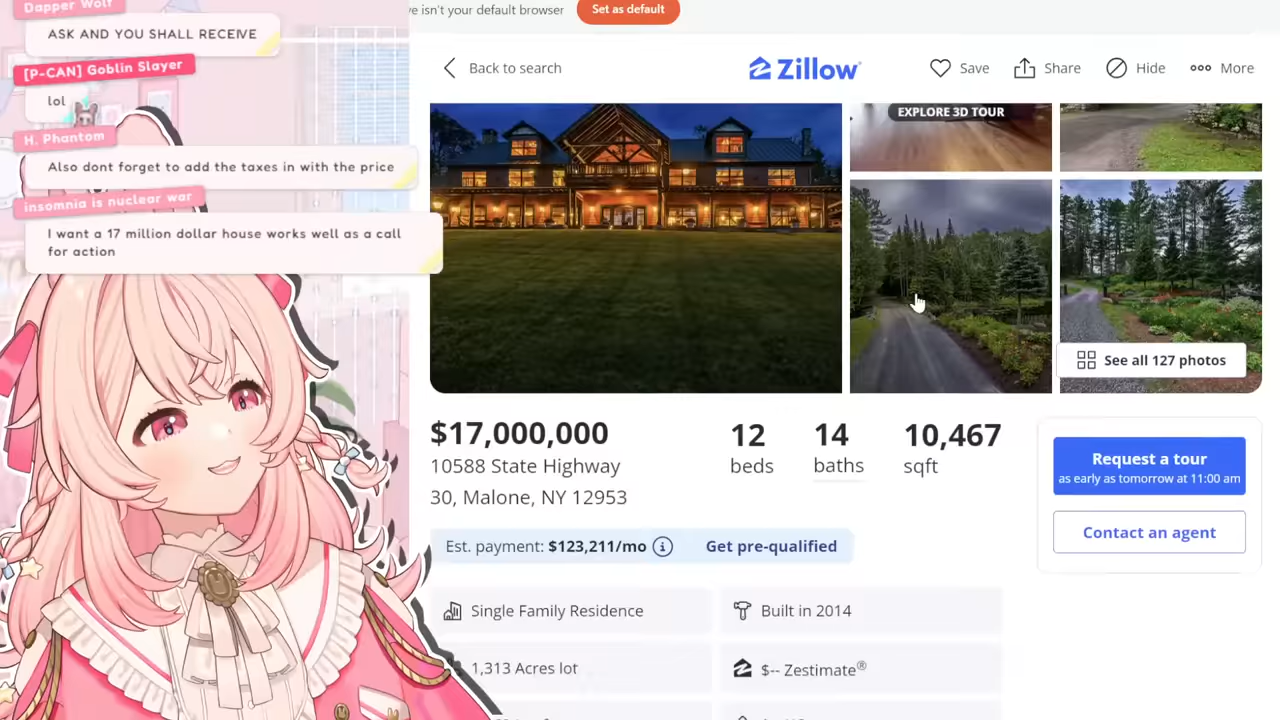 Dapper Wolf
ASK AND YOU SHALL RECEIVE
[P-CAN] Goblin Slayer
lol
H. Phantom
Also dont forget to add the taxes in with the price
insomnia is nuclear war
I want a 17 million dollar house works well as a call
for action
isn't your default browser
Set as default
Back to search
Zillow
Save
Share
Hide
More
EXPLORE 3D TOUR
See all 127 photos
$17,000,000
10588 State Highway
30, Malone, NY 12953
12
beds
14
baths
10,467
sqft
Request a tour
as early as tomorrow at 11:00 am
Contact an agent
Est. payment: $123,211/mo
Get pre-qualified
Single Family Residence
Built in 2014
1,313 Acres lot
$-- Zestimate®